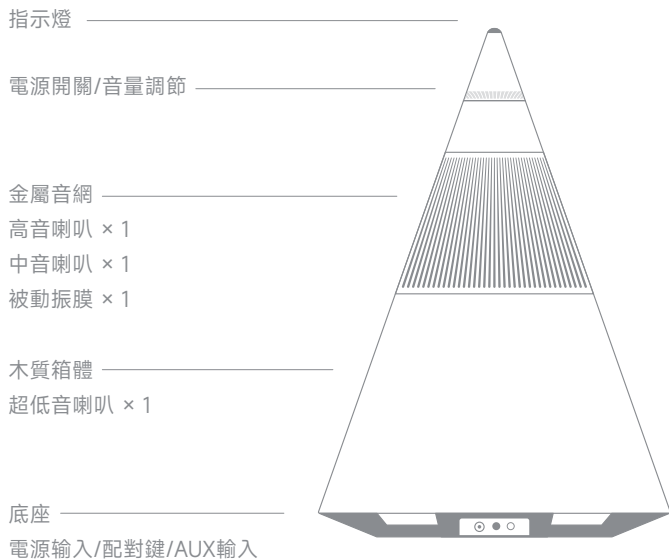 指示燈
電源開關/音量調節
金屬音網
高音喇叭 × 1
中音喇叭 × 1
被動振膜 × 1
木質箱體
超低音喇叭 × 1
底座
電源输入/配對鍵/AUX輸入